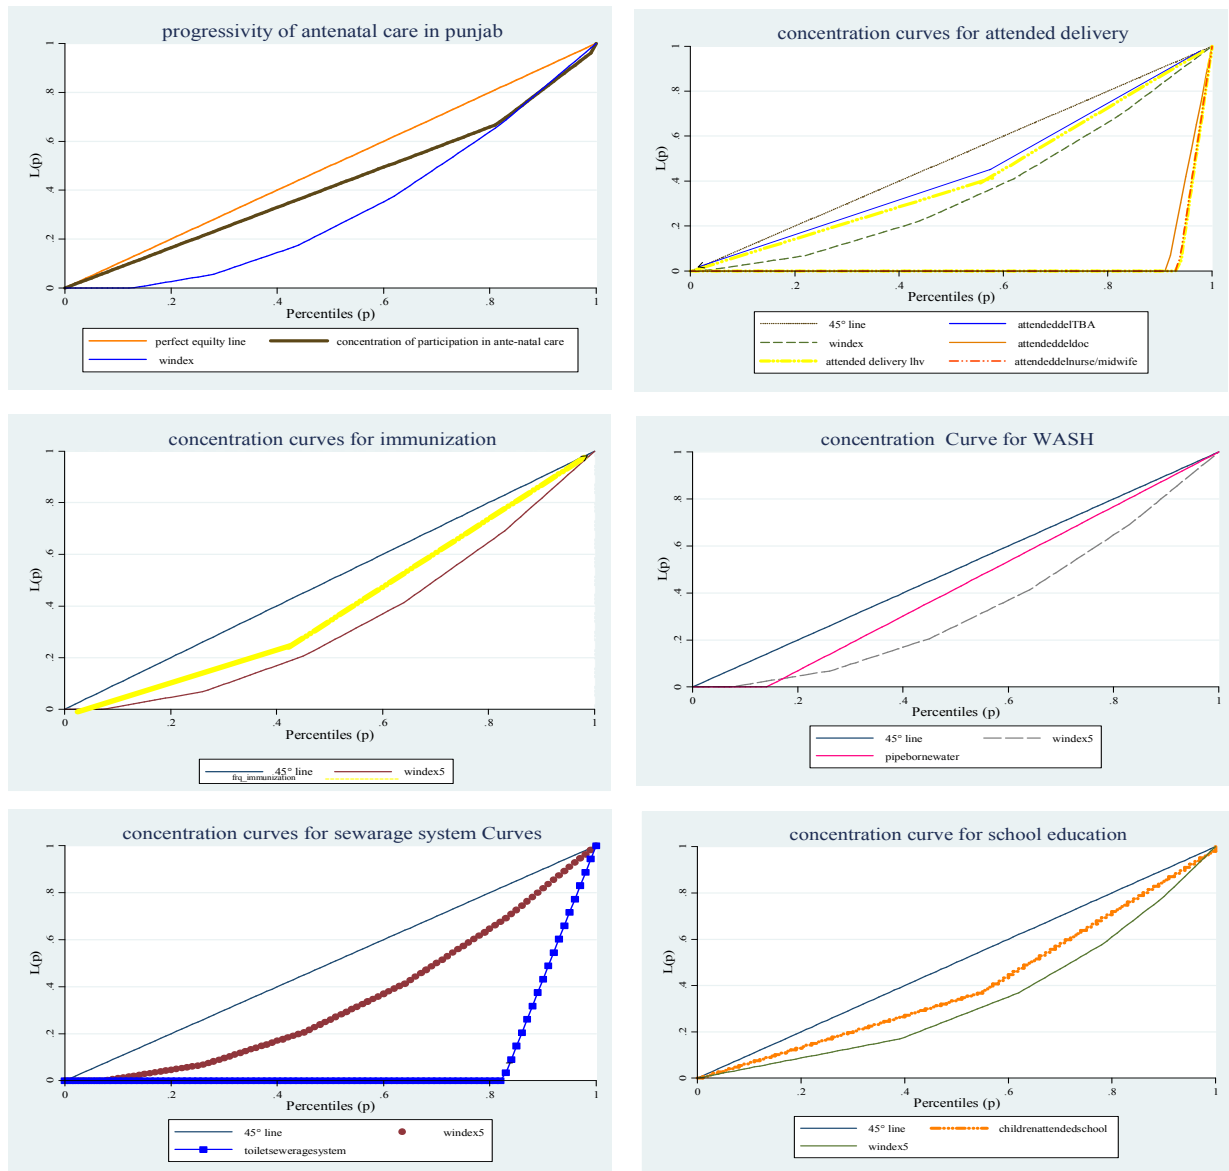 progressivity of antenatal care in punjab
1
.8
.6
.4
.2
0
L(p)
0 .2 .4 .6 .8 1
Percentiles (p)
perfect equilty line concentration of participation in ante-natal care
windex
concentration curves for attended delivery
1
.8
.6
.4
.2
0
L(p)
0 .2 .4 .6 .8 1
Percentiles (p)
45° line attendeddelTBA
windex attendeddeldoc
attended delivery lhv attendeddelnurse/midwife
concentration curves for immunization
1
.8
.6
.4
.2
0
L(p)
0 .2 .4 .6 .8 1
Percentiles (p)
45° line windex5
frq_immunization
concentration Curve for WASH
1
.8
.6
.4
.2
0
L(p)
0 .2 .4 .6 .8 1
Percentiles (p)
45° line windex5
pipebornewater
concentration curves for sewarage system Curves
1
.8
.6
.4
.2
0
L(p)
0 .2 .4 .6 .8 1
Percentiles (p)
45° line windex5
toiletseweragesystem
concentration curve for school education
1
.8
.6
.4
.2
0
L(p)
0 .2 .4 .6 .8 1
Percentiles (p)
45° line childrenattendedschool
windex5